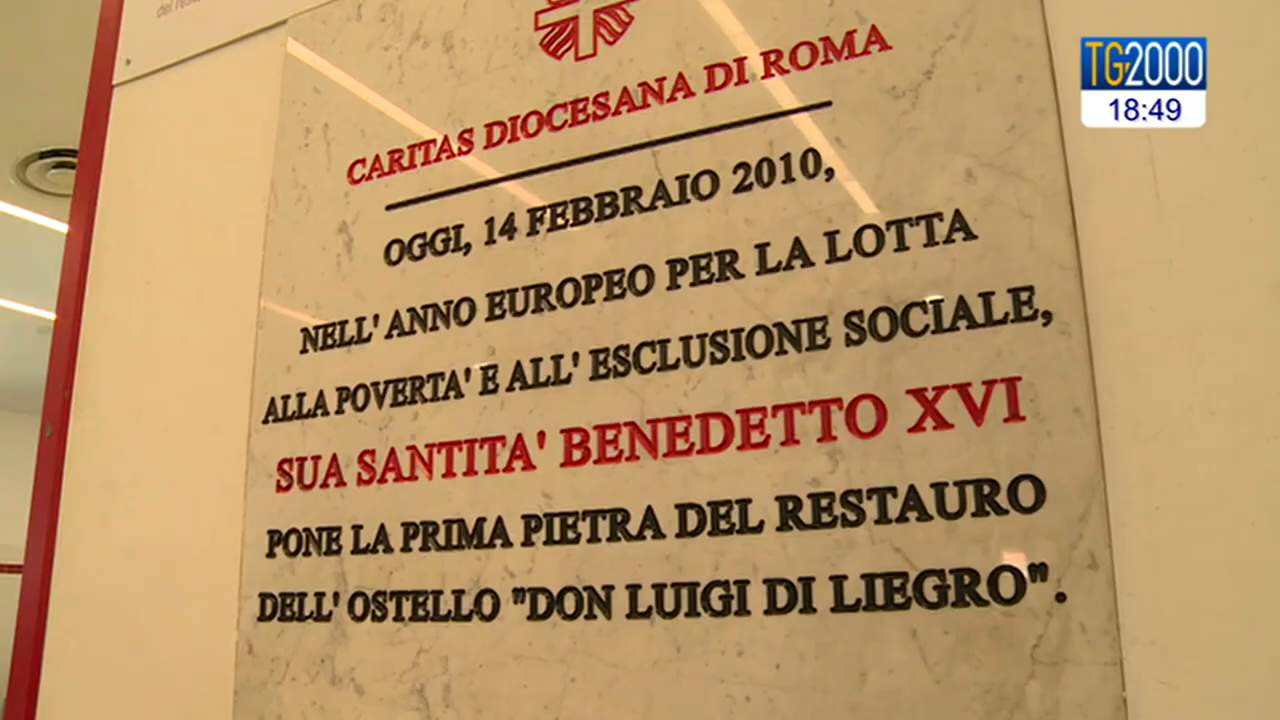 TG2000
18:49
CARITAS DIOCESANA DI ROMA
OGGI, 14 FEBBRAIO 2010,
NELL' ANNO EUROPEO PER LA LOTTA
ALLA POVERTA' E ALL' ESCLUSIONE SOCIALE,
SUA SANTITA' BENEDETTO XVI
PONE LA PRIMA PIETRA DEL RESTAURO
DELL' OSTELLO "DON LUIGI DI LIEGRO".